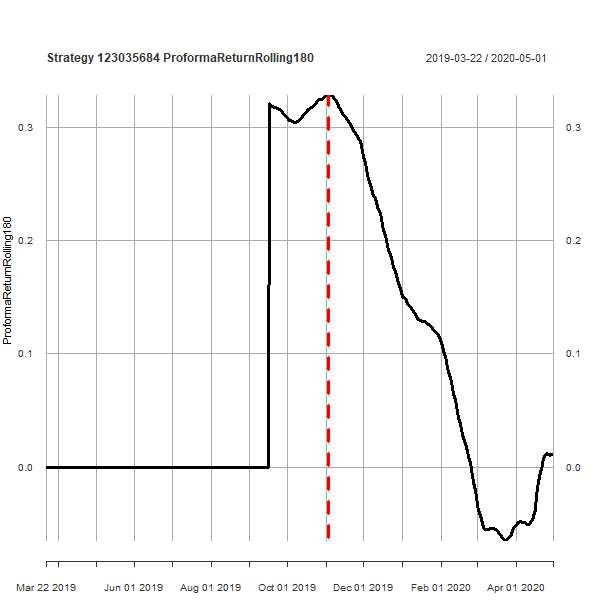 Strategy 123035684 ProformaReturnRolling180
2019-03-22 / 2020-05-01
ProformaReturnRolling180
0.3
0.2
0.1
0.0
0.3
0.2
0.1
0.0
Mar 22 2019
Jun 01 2019
Aug 01 2019
Oct 01 2019
Dec 01 2019
Feb 01 2020
Apr 01 2020